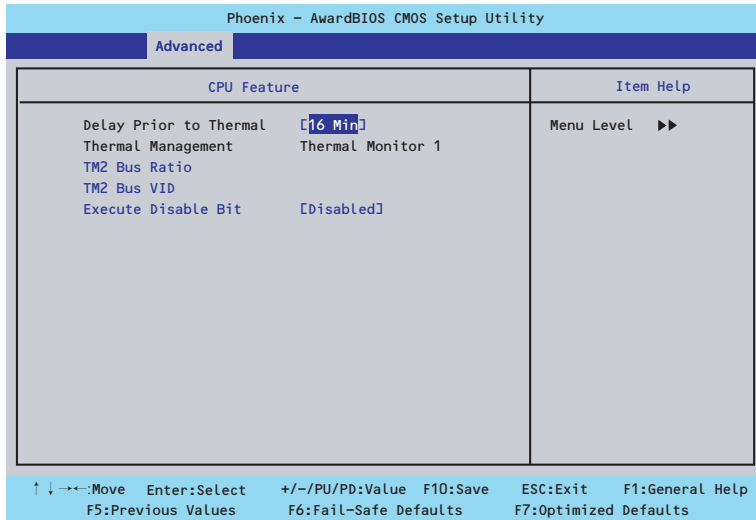 Phoenix – AwardBIOS CMOS Setup Utility
Advanced
CPU Feature
Item Help
Delay Prior to Thermal [16 Min]
Menu Level ▶▶
Thermal Management Thermal Monitor 1
TM2 Bus Ratio
TM2 Bus VID
Execute Disable Bit [Disabled]
↑↓→←:Move Enter:Select +/–/PU/PD:Value F10:Save ESC:Exit F1:General Help
F5:Previous Values F6:Fail–Safe Defaults F7:Optimized Defaults